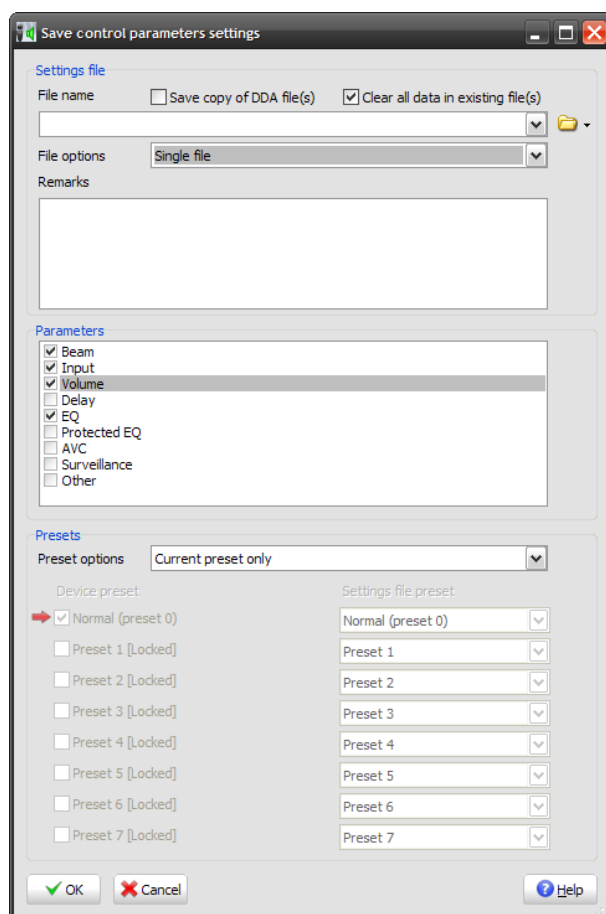 Save control parameters settings
Settings file
File name Save copy of DDA file(s) Clear all data in existing file(s)
File options Single file
Remarks
Parameters
Beam
Input
Volume
Delay
EQ
Protected EQ
AVC
Surveillance
Other
Presets
Preset options Current preset only
Device preset Settings file preset
Normal (preset 0) Normal (preset 0)
Preset 1 [Locked] Preset 1
Preset 2 [Locked] Preset 2
Preset 3 [Locked] Preset 3
Preset 4 [Locked] Preset 4
Preset 5 [Locked] Preset 5
Preset 6 [Locked] Preset 6
Preset 7 [Locked] Preset 7
OK Cancel Help